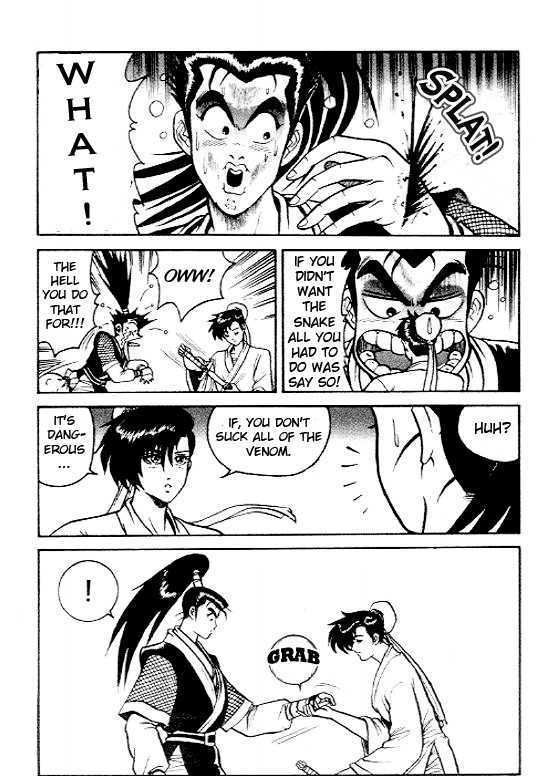 WHAT!
SPLAT!
THE
HELL
YOU DO
THAT
FOR!!!
OWW!
IF YOU
DIDN'T
WANT
THE
SNAKE
ALL YOU
HAD TO
DO WAS
SAY SO!
IT'S
DANG-
EROUS
...
IF, YOU DON'T
SUCK ALL OF THE
VENOM.
HUH?
!
GRAB